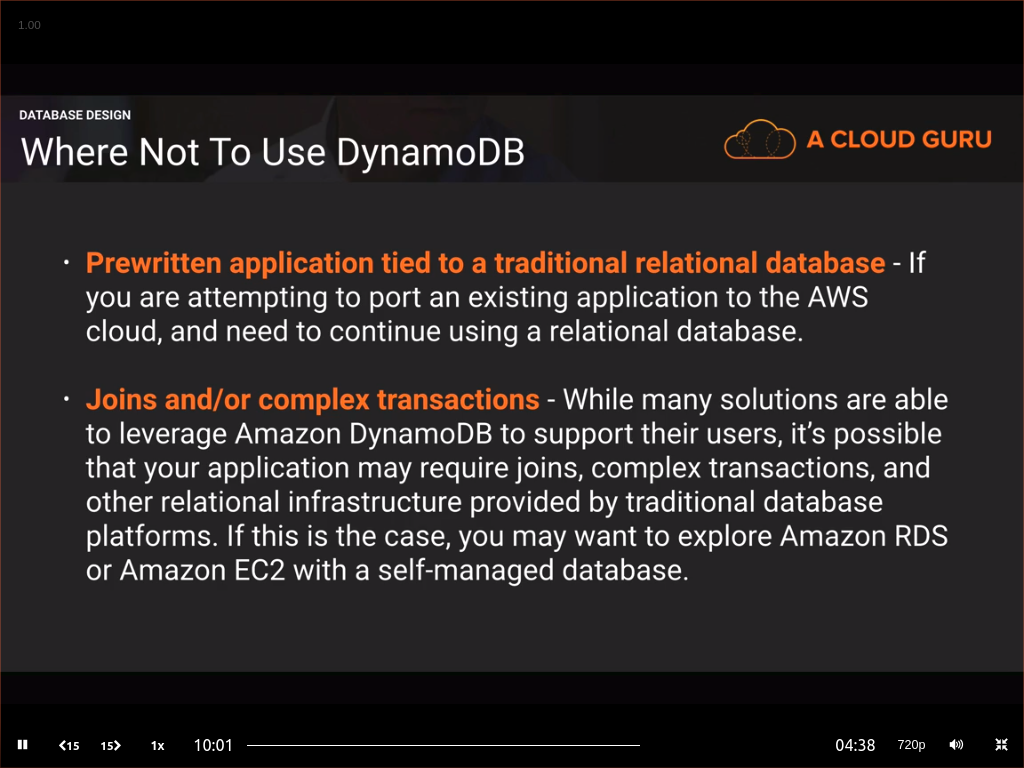 1.00
DATABASE DESIGN
Where Not To Use DynamoDB
A CLOUD GURU
· Prewritten application tied to a traditional relational database - If
you are attempting to port an existing application to the AWS
cloud, and need to continue using a relational database.
· Joins and/or complex transactions - While many solutions are able
to leverage Amazon DynamoDB to support their users, it’s possible
that your application may require joins, complex transactions, and
other relational infrastructure provided by traditional database
platforms. If this is the case, you may want to explore Amazon RDS
or Amazon EC2 with a self-managed database.
15 15 1x 10:01 04:38 720p